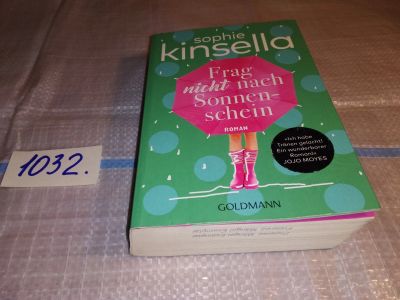 sophie
kinsella
Frag
nicht nach
Sonnen-
schein
ROMAN
»Ich habe
Tränen gelacht!
Ein wunderbarer
Roman!«
JOJO MOYES
GOLDMANN
1032.